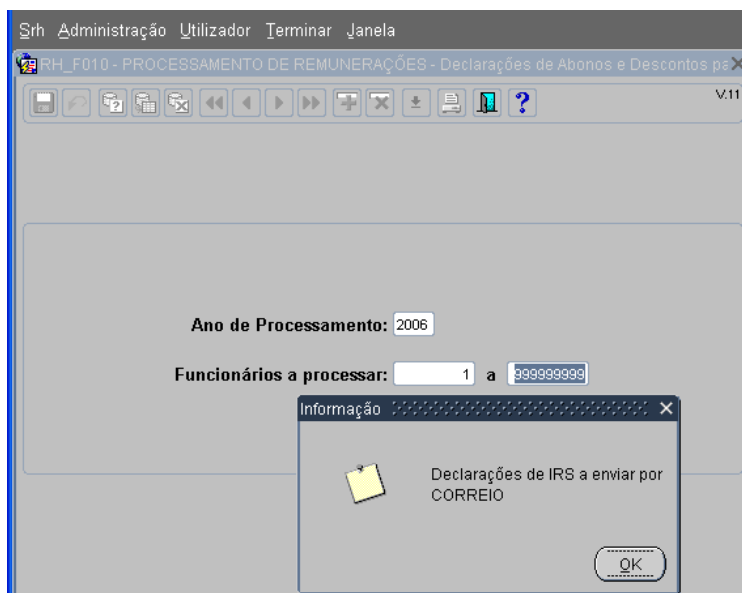 Srh Administração Utilizador Terminar Janela
RH_F010 - PROCESSAMENTO DE REMUNERAÇÕES - Declarações de Abonos e Descontos pa
V.11
Ano de Processamento: 2006
Funcionários a processar: 1 a 999999999
Informação
Declarações de IRS a enviar por
CORREIO
OK